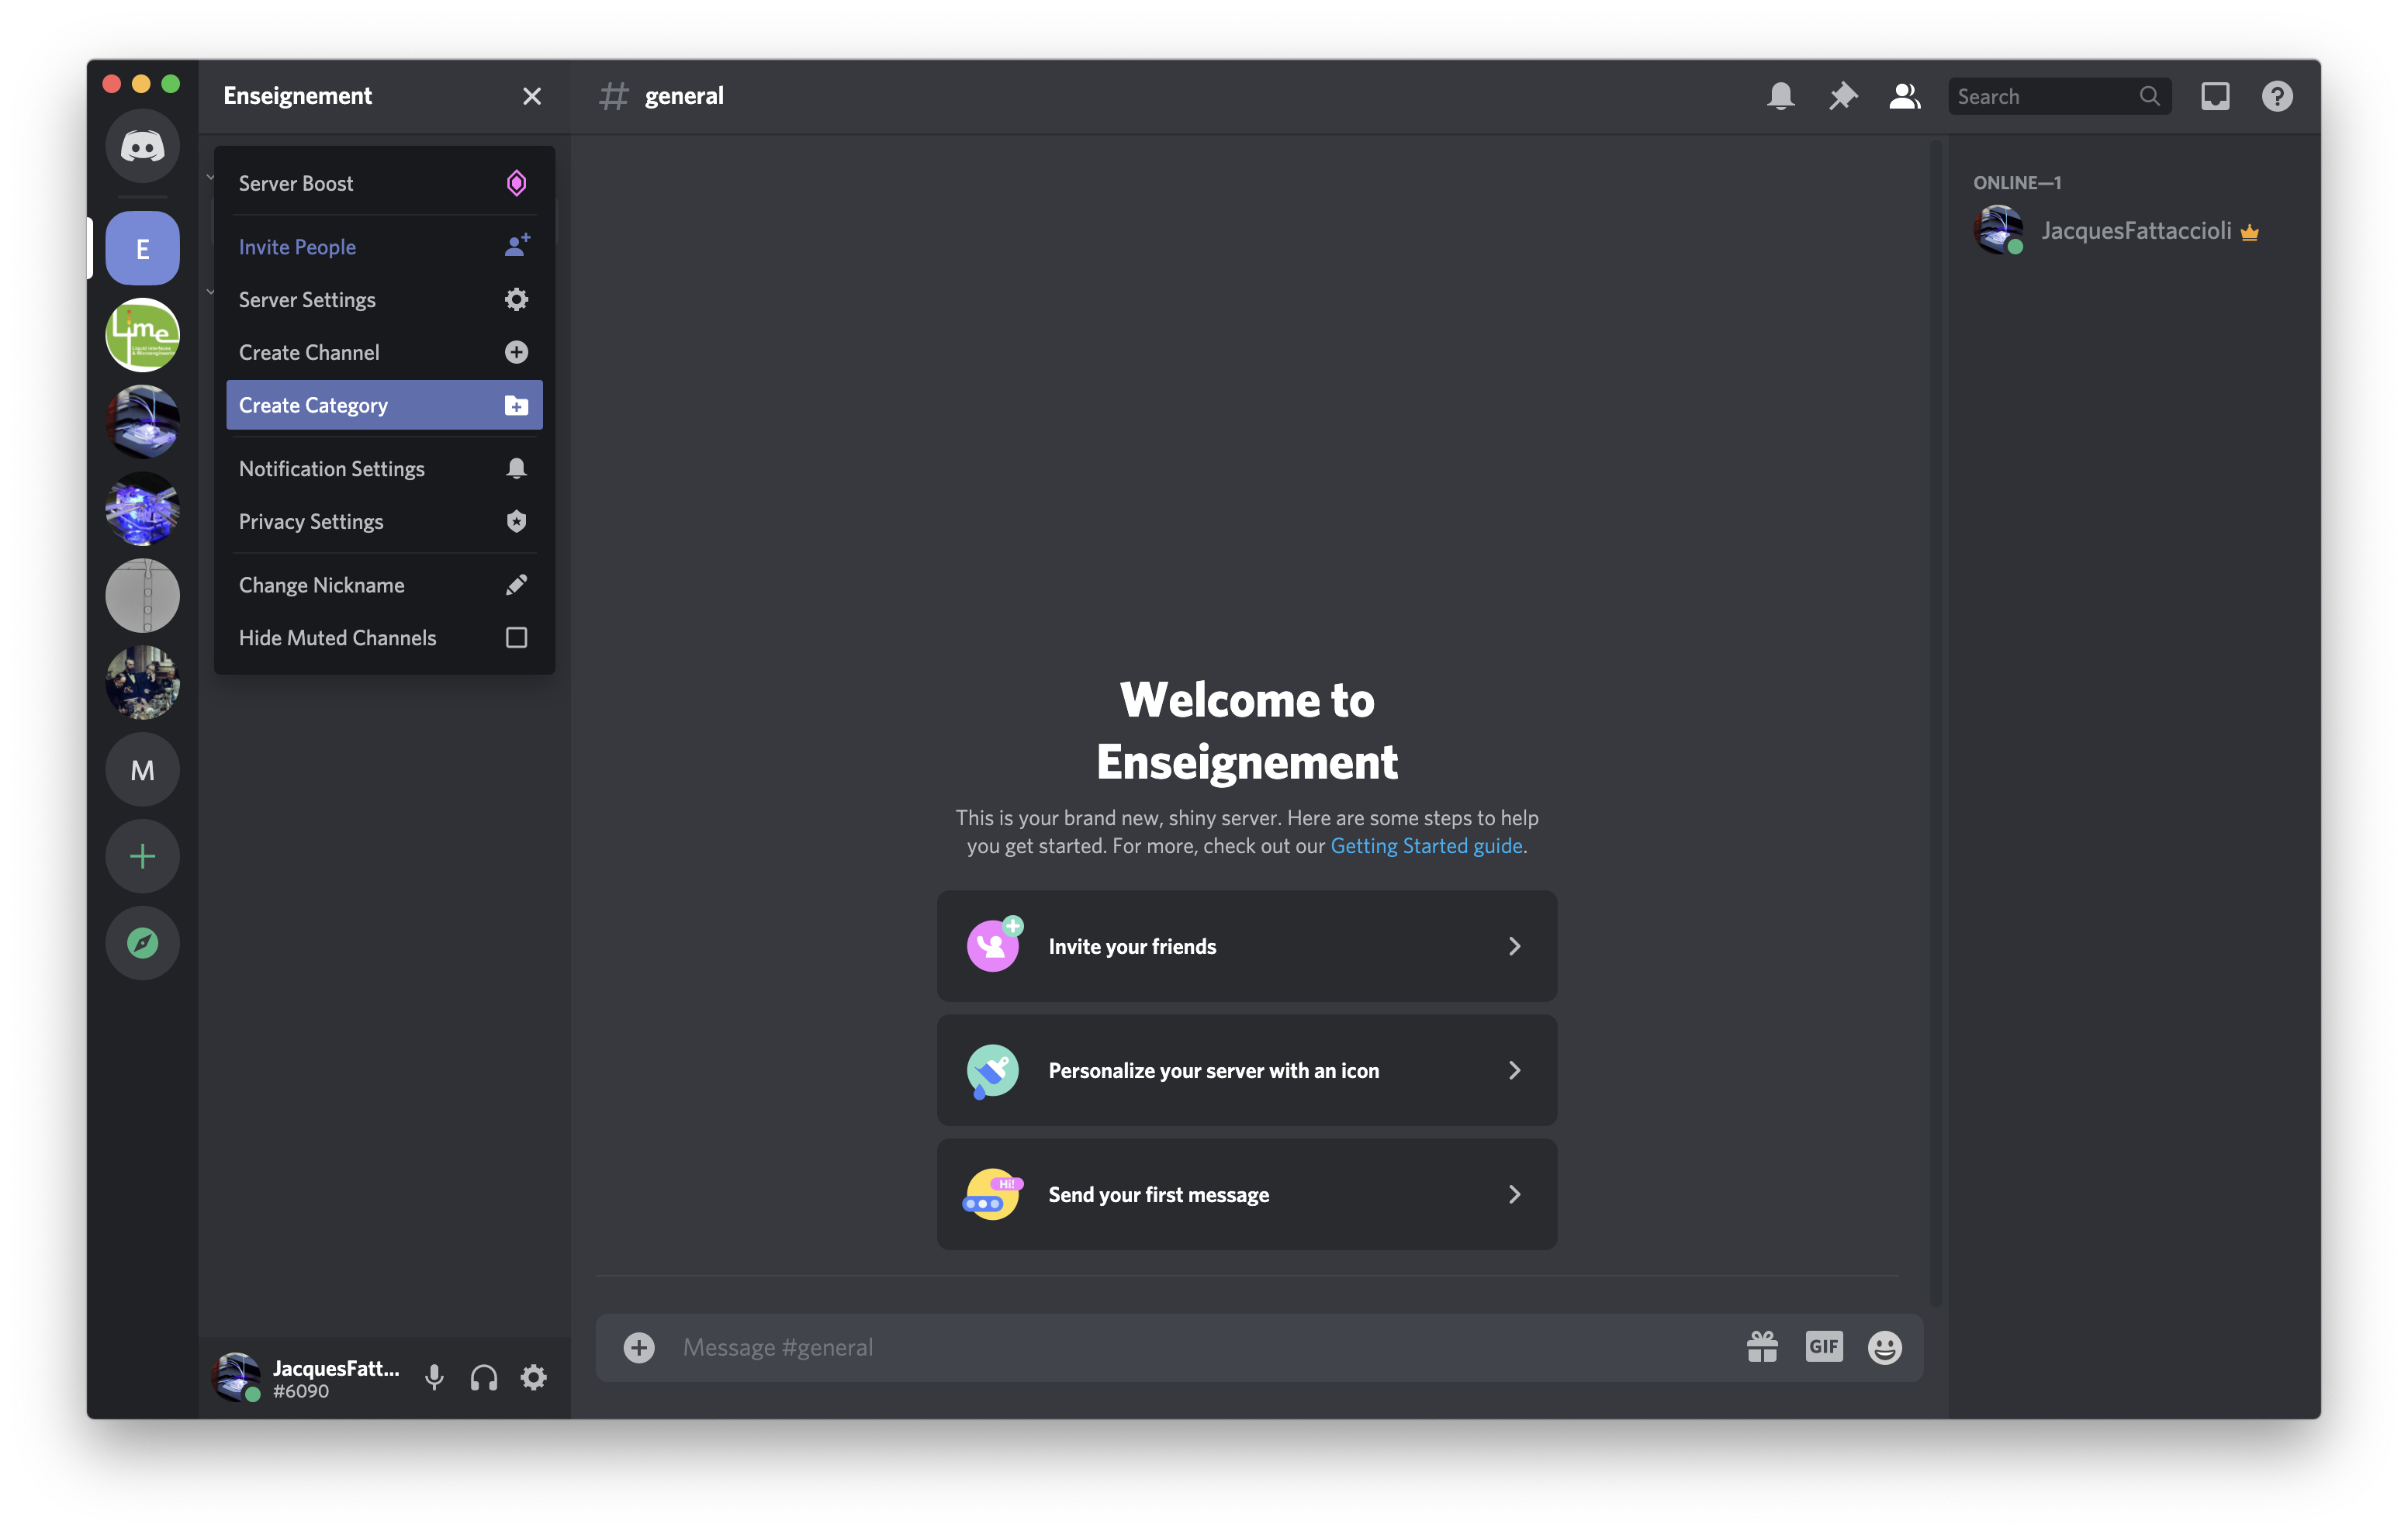 Enseignement
# general
Search
E
Lime
Liquid Interfaces
& Bioengineering
M
Server Boost
Invite People
Server Settings
Create Channel
Create Category
Notification Settings
Privacy Settings
Change Nickname
Hide Muted Channels
Welcome to
Enseignement
This is your brand new, shiny server. Here are some steps to help
you get started. For more, check out our Getting Started guide.
Invite your friends
Personalize your server with an icon
Hi!
Send your first message
Message #general
GIF
ONLINE—1
JacquesFattaccioli
JacquesFatt...
#6090